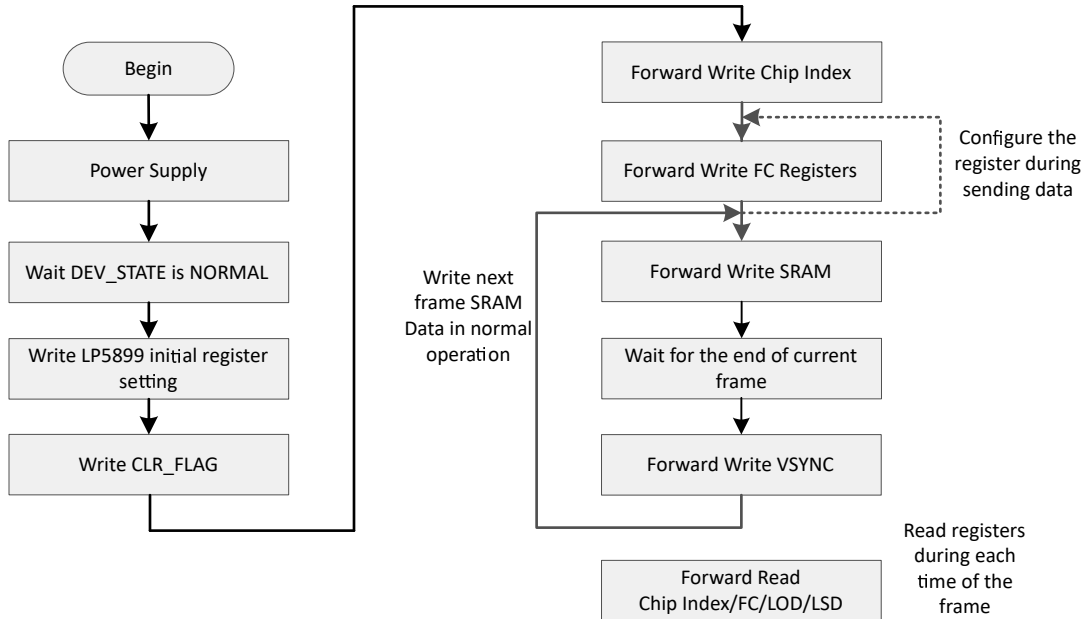 Begin
Power Supply
Wait DEV_STATE is NORMAL
Write LP5899 initial register
setting
Write CLR_FLAG
Forward Write Chip Index
Forward Write FC Registers
Configure the
register during
sending data
Forward Write SRAM
Write next
frame SRAM
Data in normal
operation
Wait for the end of current
frame
Forward Write VSYNC
Forward Read
Chip Index/FC/LOD/LSD
Read registers
during each
time of the
frame